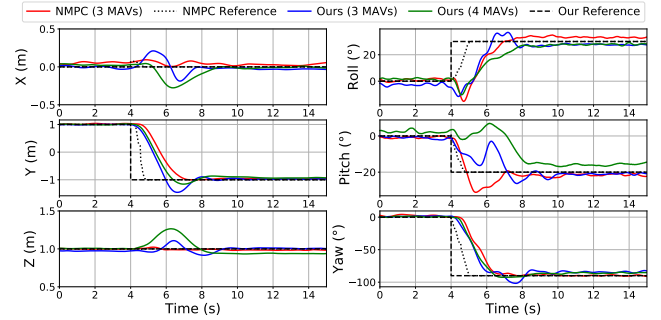 NMPC (3 MAVs) NMPC Reference Ours (3 MAVs) Ours (4 MAVs) Our Reference
X (m)
0.5
0.0
−0.5
0 2 4 6 8 10 12 14
Roll (°)
20
0
0 2 4 6 8 10 12 14
Y (m)
1
0
−1
0 2 4 6 8 10 12 14
Pitch (°)
0
−20
0 2 4 6 8 10 12 14
Z (m)
1.5
1.0
0.5
0 2 4 6 8 10 12 14
Time (s)
Yaw (°)
0
−50
−100
0 2 4 6 8 10 12 14
Time (s)